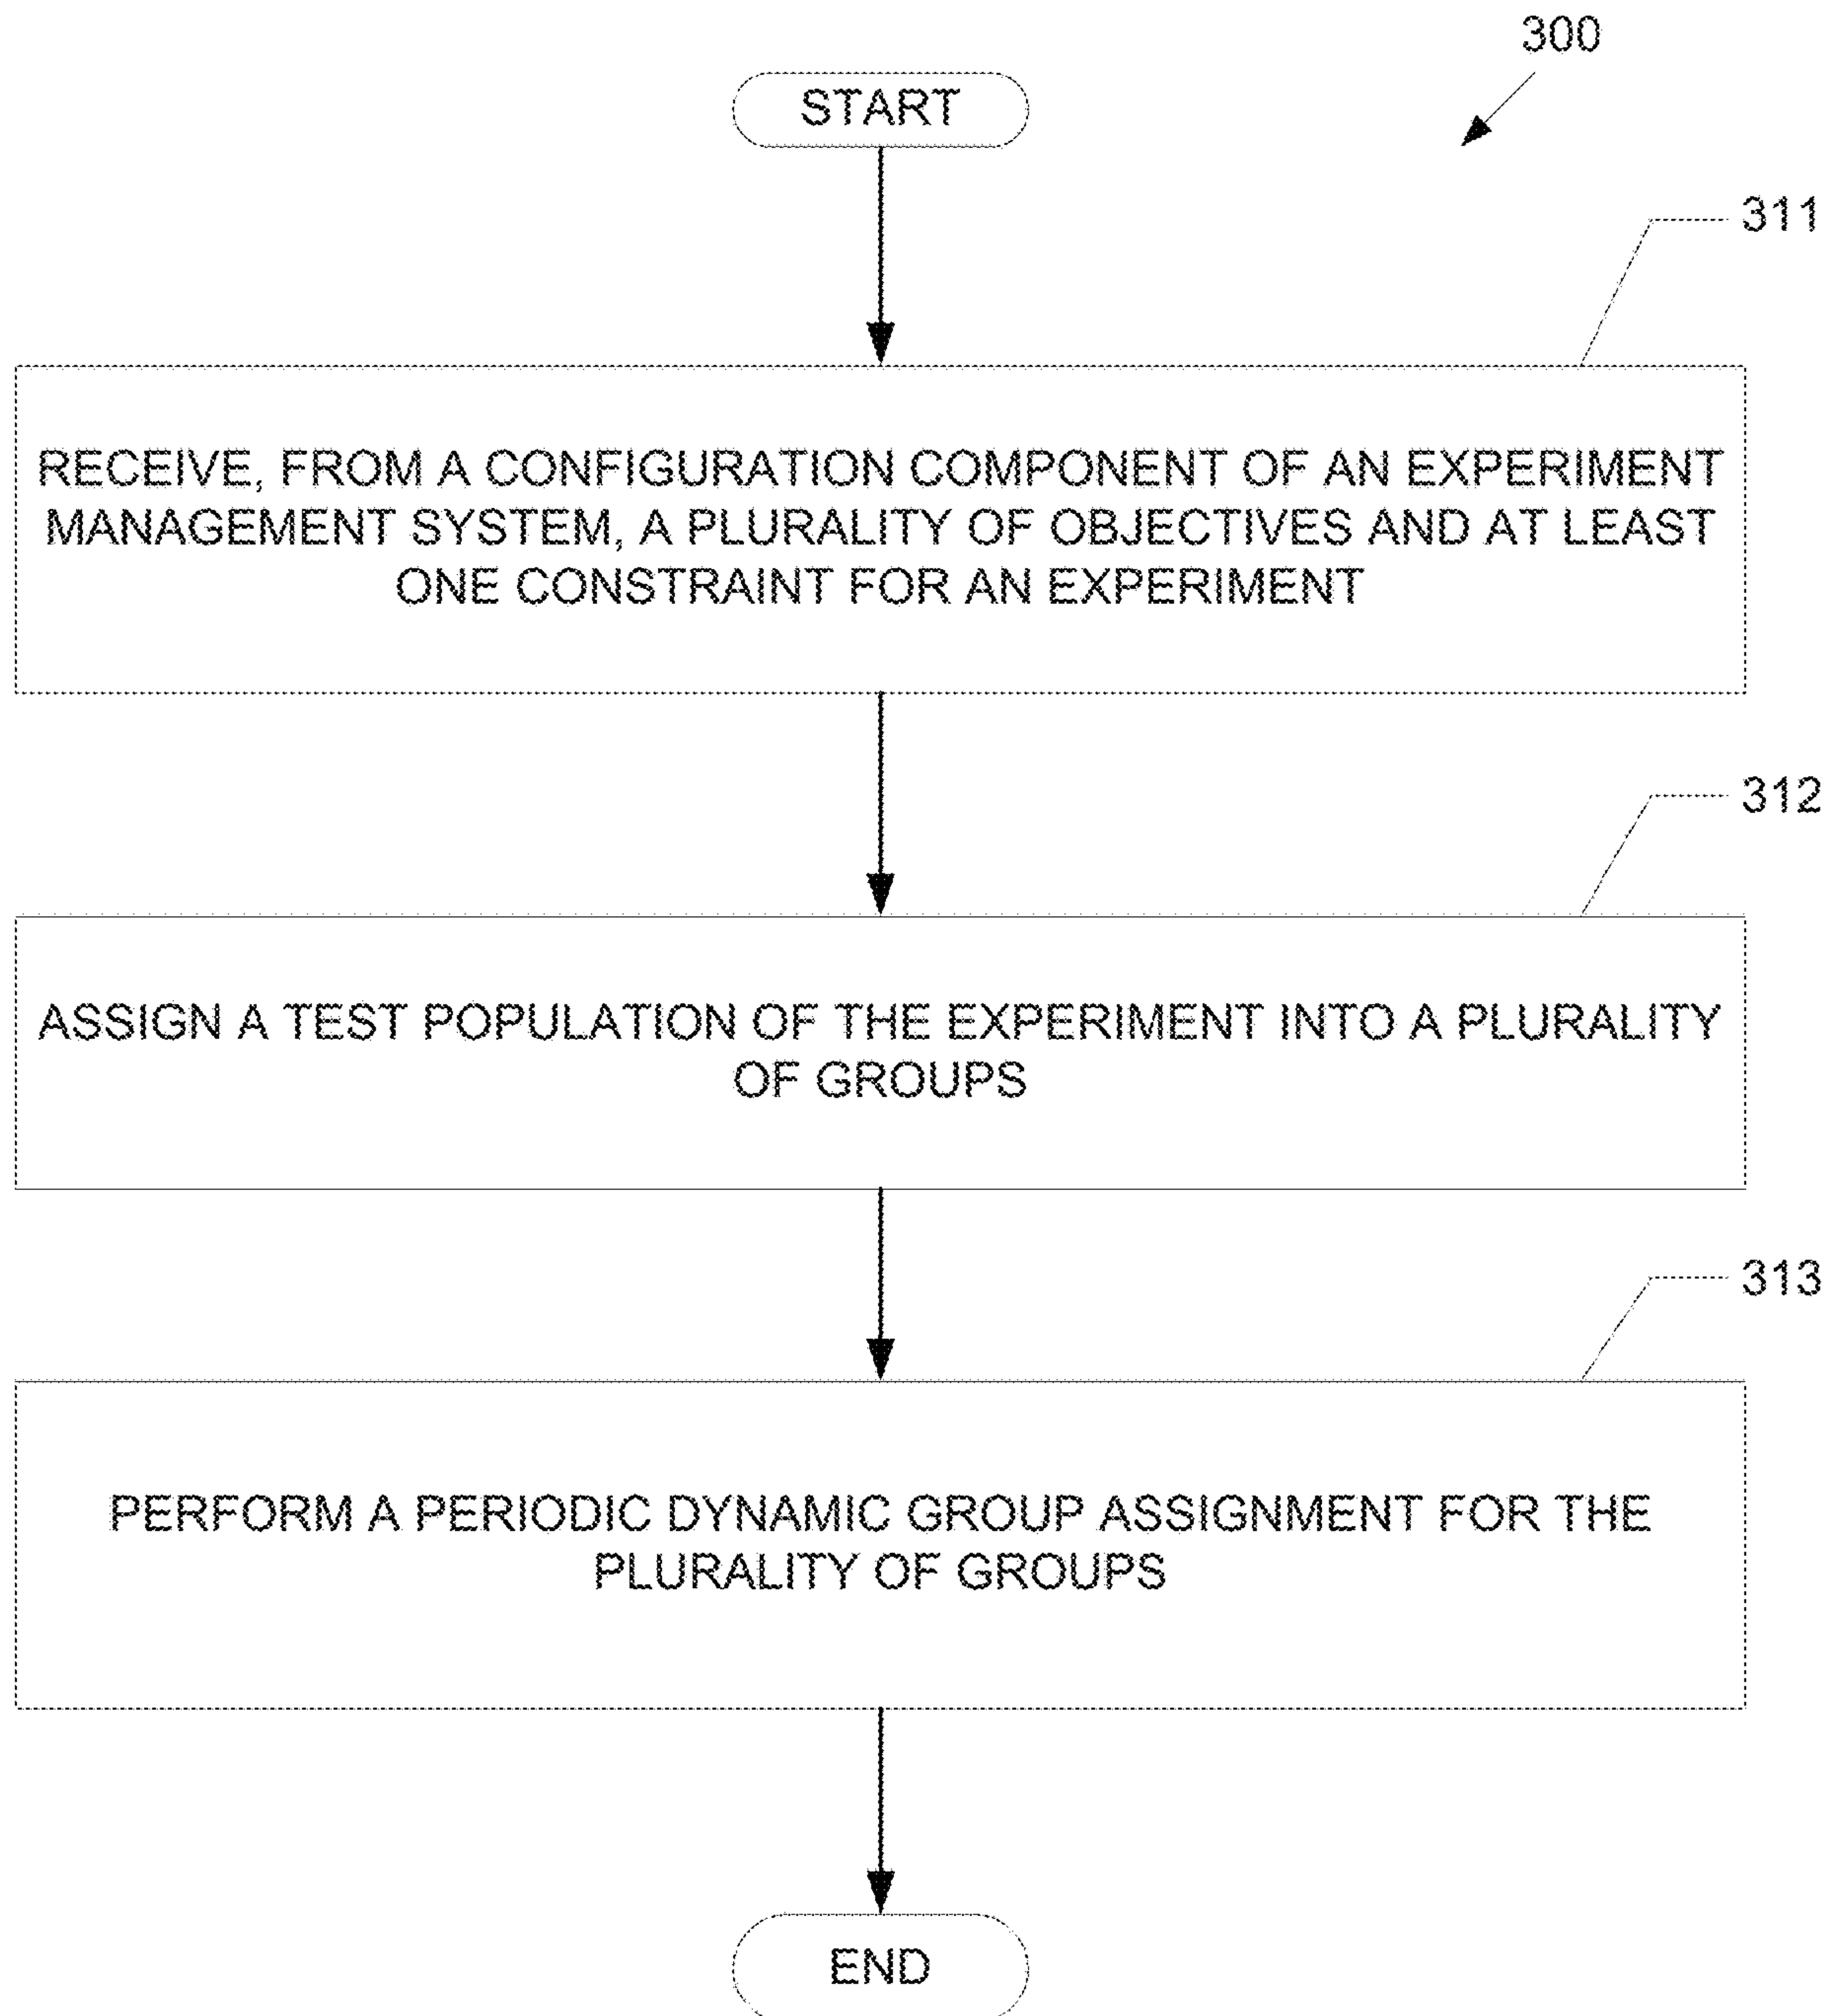 300
START
311
RECEIVE, FROM A CONFIGURATION COMPONENT OF AN EXPERIMENT
MANAGEMENT SYSTEM, A PLURALITY OF OBJECTIVES AND AT LEAST
ONE CONSTRAINT FOR AN EXPERIMENT
312
ASSIGN A TEST POPULATION OF THE EXPERIMENT INTO A PLURALITY
OF GROUPS
313
PERFORM A PERIODIC DYNAMIC GROUP ASSIGNMENT FOR THE
PLURALITY OF GROUPS
END